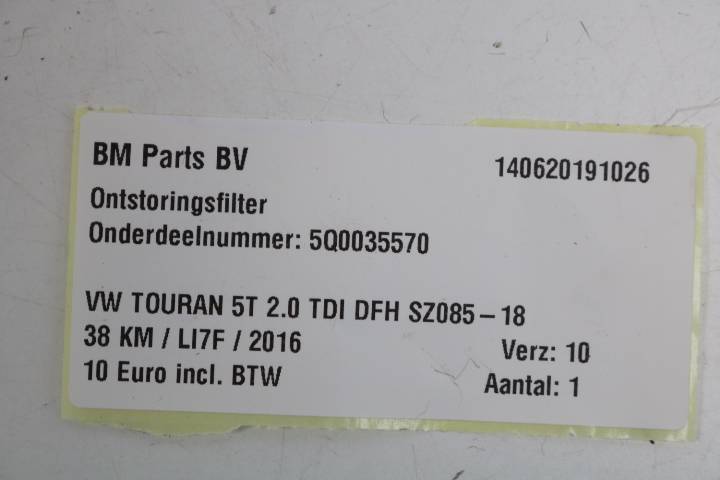 BM Parts BV 140620191026
Ontstoringsfilter
Onderdeelnummer: 5Q0035570
VW TOURAN 5T 2.0 TDI DFH SZ085-18
38 KM / LI7F / 2016 Verz: 10
10 Euro incl. BTW Aantal: 1